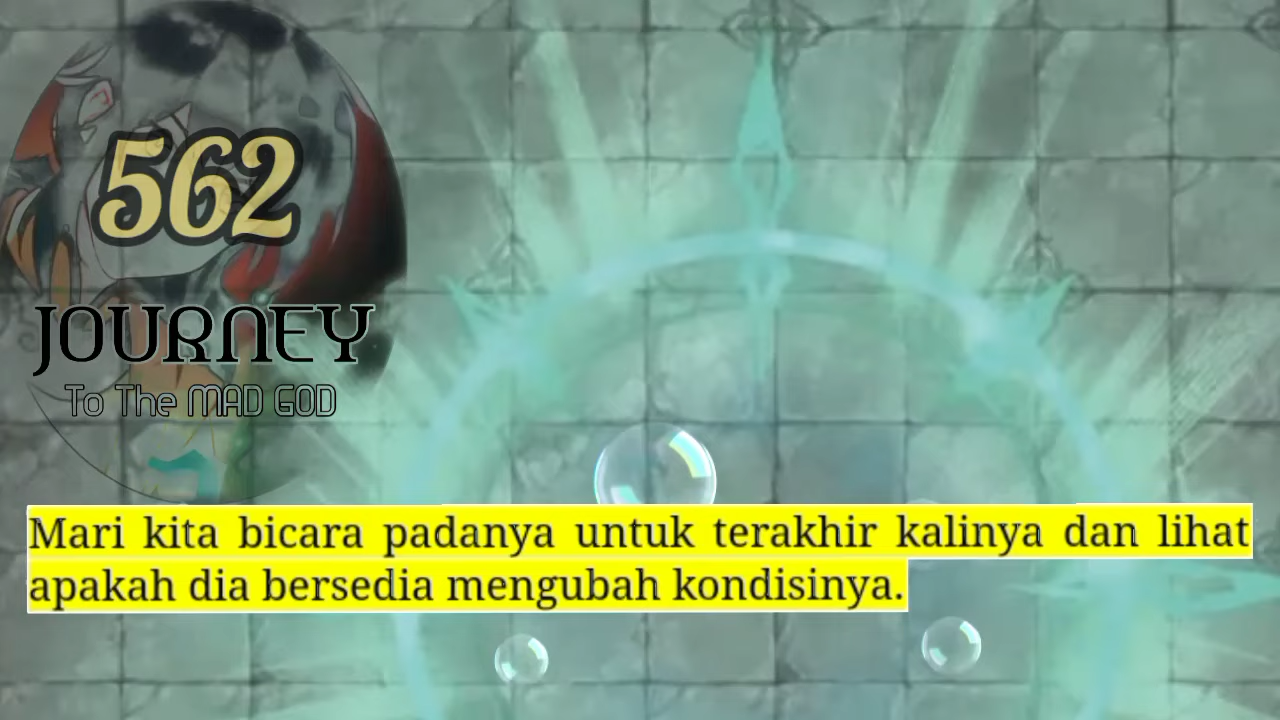 562
JOURNEY
To The MAD GOD
Mari kita bicara padanya untuk terakhir kalinya dan lihat
apakah dia bersedia mengubah kondisinya.